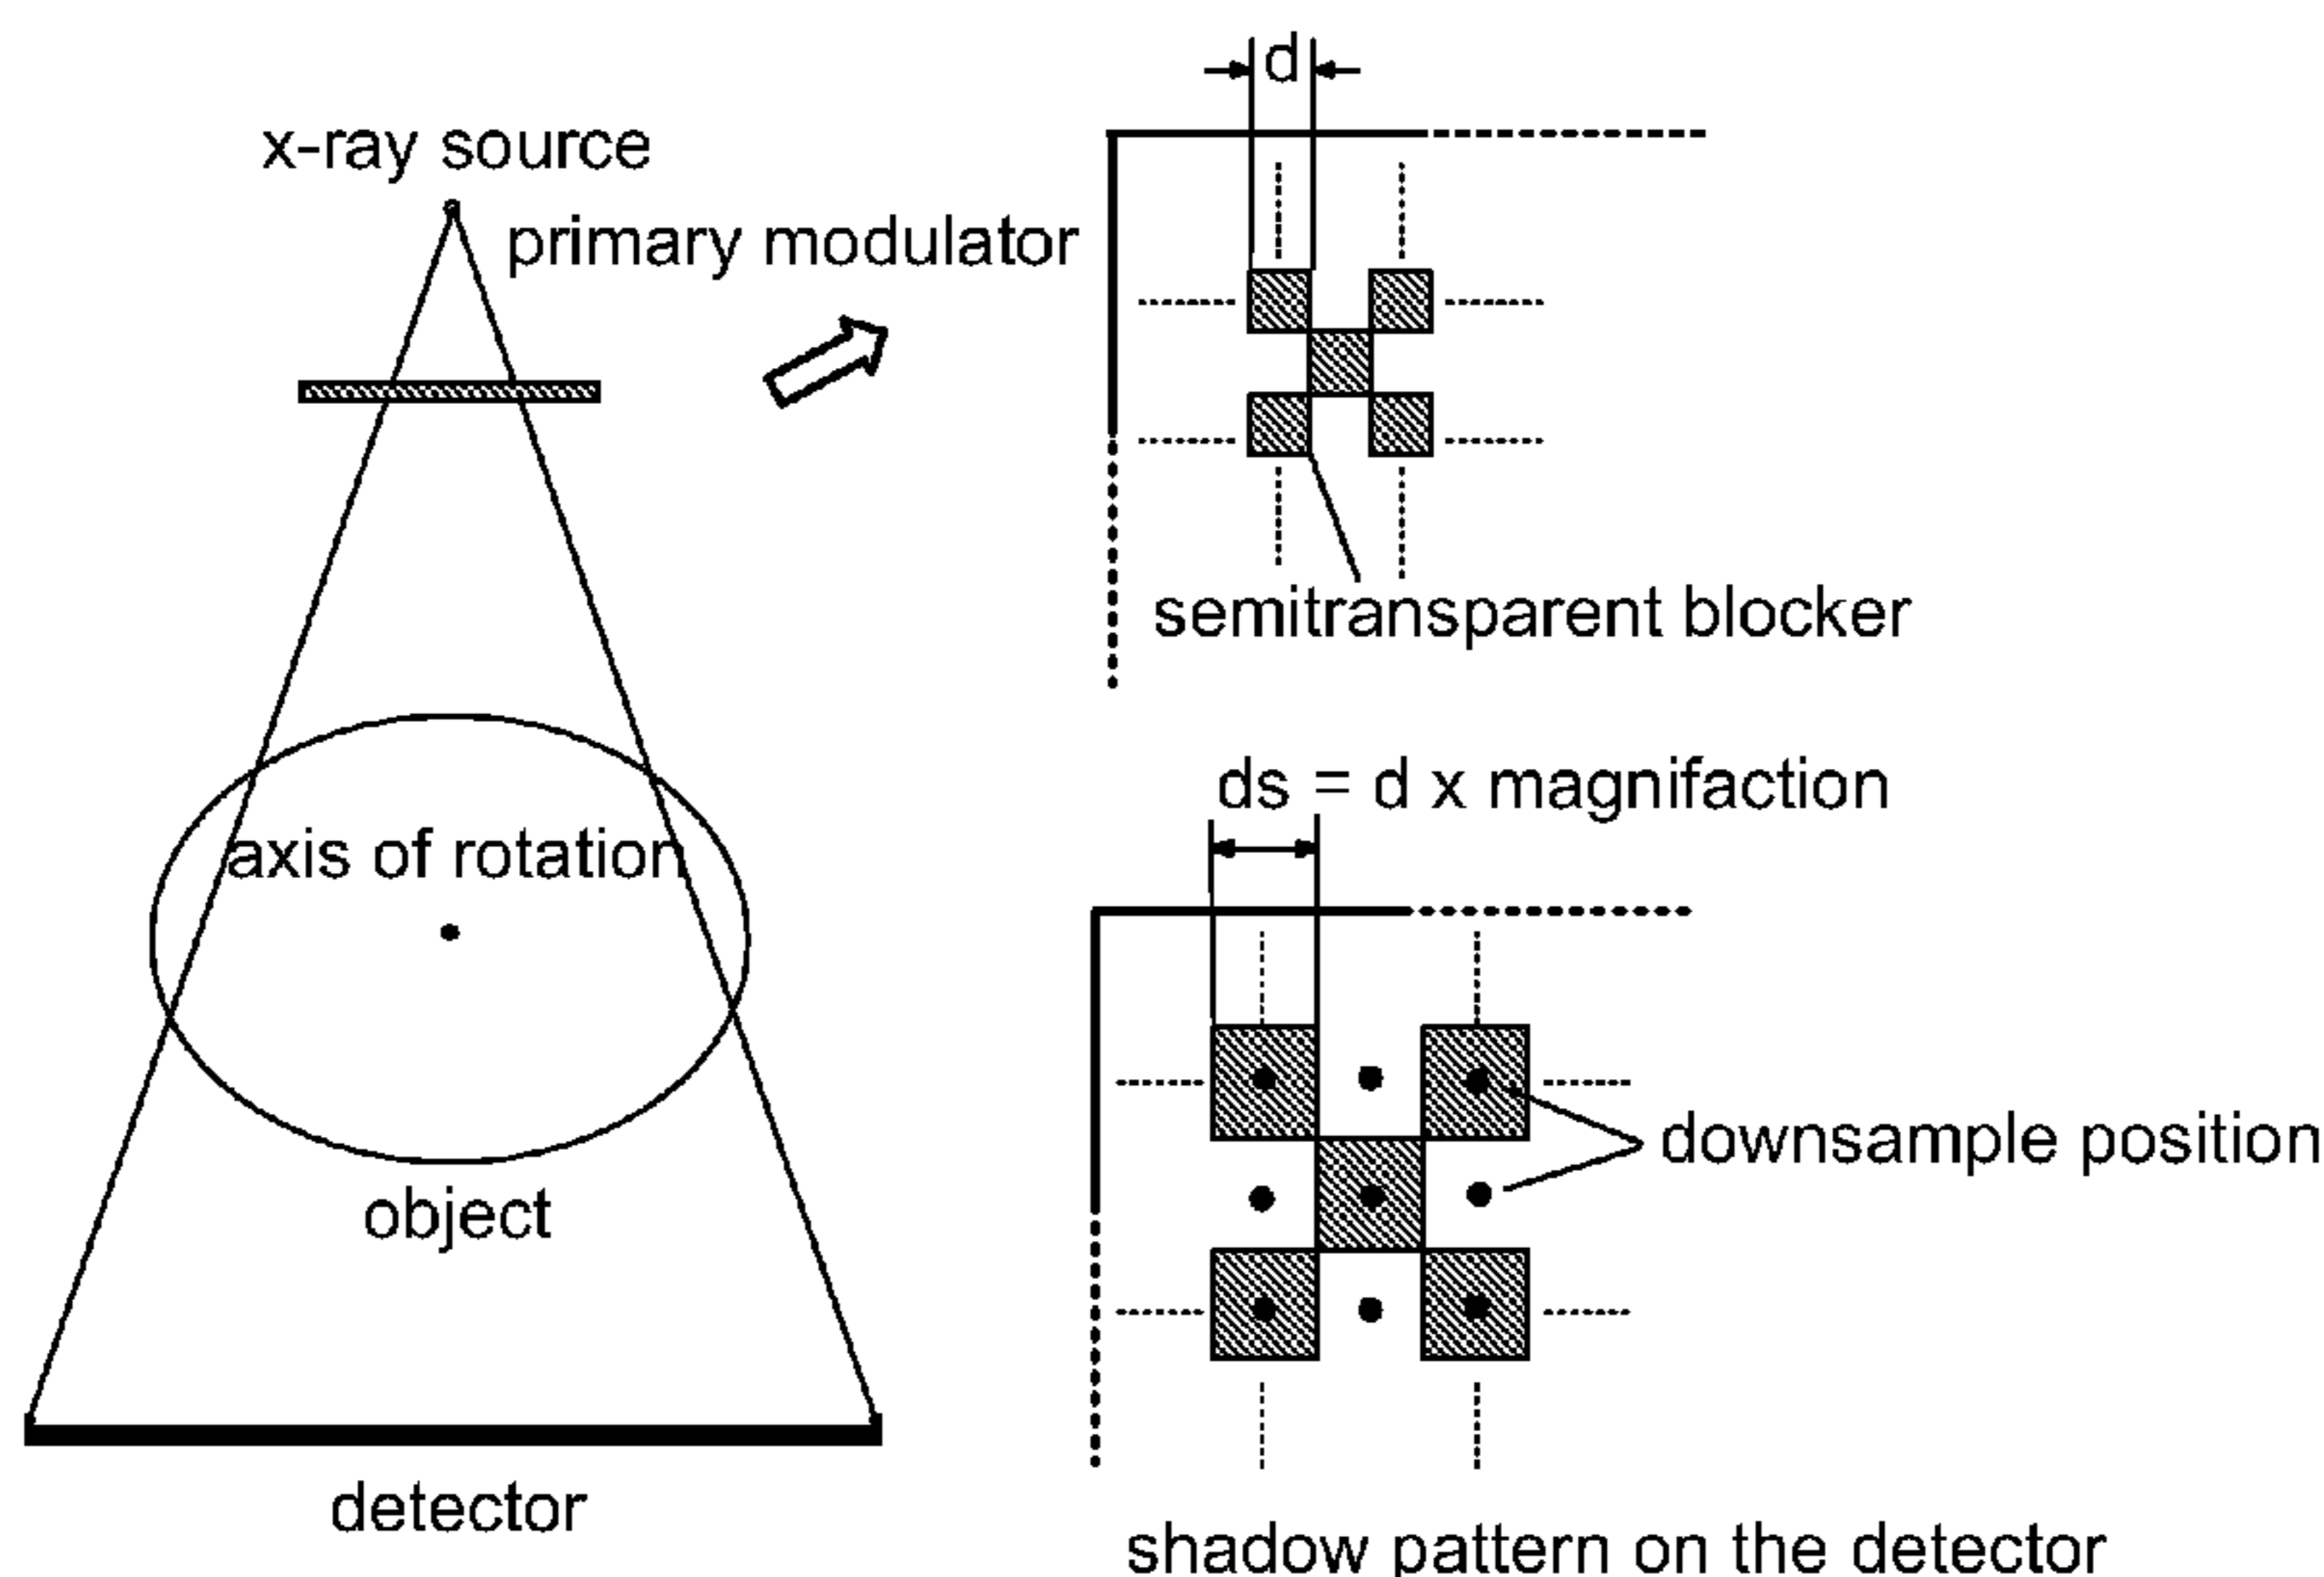 d
x-ray source
primary modulator
semitransparent blocker
ds = d x magnifaction
axis of rotation
downsample position
object
detector
shadow pattern on the detector